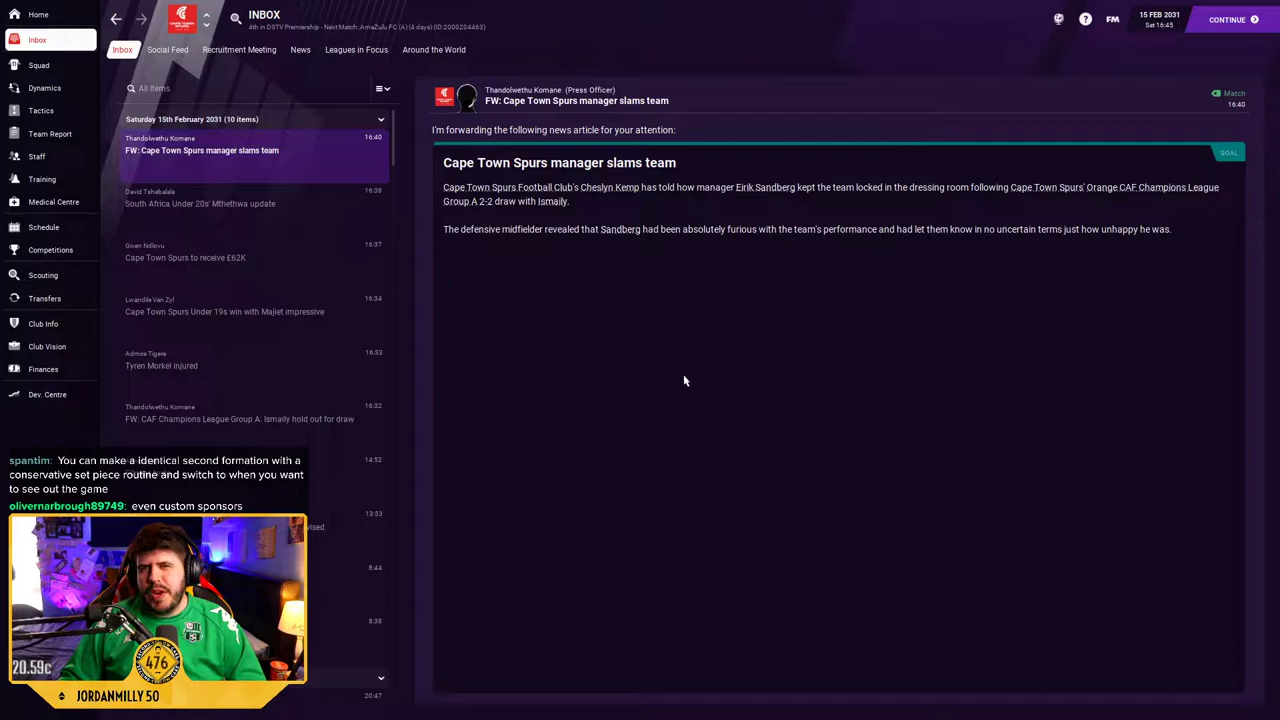 Home
INBOX
4th in DSTV Premiership - Next Match: AmaZulu FC (A) (4 days) (ID:2000204463)
FM
15 FEB 2031
Sat 16:45
CONTINUE
Inbox
Inbox
Social Feed
Recruitment Meeting
News
Leagues in Focus
Around the World
Squad
Dynamics
Tactics
Team Report
Staff
Training
Medical Centre
Schedule
Competitions
Scouting
Transfers
Club Info
Club Vision
Finances
Dev. Centre
All Items
Saturday 15th February 2031 (10 items)
Thandolwethu Komane
16:40
FW: Cape Town Spurs manager slams team
David Tshabalala
16:38
South Africa Under 20s' Mthethwa update
Given Ndlovu
16:37
Cape Town Spurs to receive £62K
Lwandile Van Zyl
16:34
Cape Town Spurs Under 19s win with Majiet impressive
Admire Tigere
16:33
Tyren Morkel injured
Thandolwethu Komane
16:32
FW: CAF Champions League Group A: Ismaily hold out for draw
14:52
13:53
8:44
8:38
20:47
Thandolwethu Komane (Press Officer)
FW: Cape Town Spurs manager slams team
Match
16:40
I'm forwarding the following news article for your attention:
GOAL
Cape Town Spurs manager slams team
Cape Town Spurs Football Club's Cheslyn Kemp has told how manager Eirik Sandberg kept the team locked in the dressing room following Cape Town Spurs' Orange CAF Champions League
Group A 2-2 draw with Ismaily.
The defensive midfielder revealed that Sandberg had been absolutely furious with the team's performance and had let them know in no uncertain terms just how unhappy he was.
spantim: You can make a identical second formation with a
conservative set piece routine and switch to when you want
to see out the game
olivernarbrough89749: even custom sponsors
20.59c
476
JORDANMILLY 50